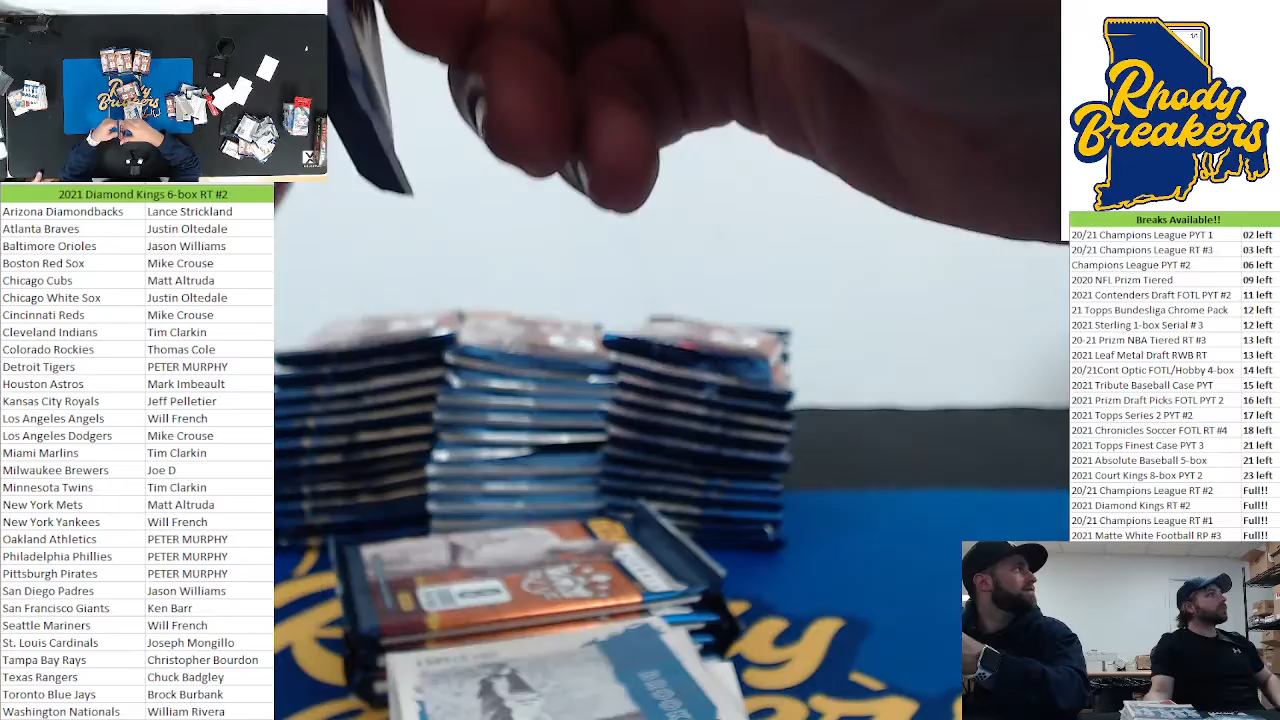 Rhody
Breakers
2021 Diamond Kings 6-box RT #2
Arizona Diamondbacks Lance Strickland
Atlanta Braves Justin Oltedale
Baltimore Orioles Jason Williams
Boston Red Sox Mike Crouse
Chicago Cubs Matt Altruda
Chicago White Sox Justin Oltedale
Cincinnati Reds Mike Crouse
Cleveland Indians Tim Clarkin
Colorado Rockies Thomas Cole
Detroit Tigers PETER MURPHY
Houston Astros Mark Imbeault
Kansas City Royals Jeff Pelletier
Los Angeles Angels Will French
Los Angeles Dodgers Mike Crouse
Miami Marlins Tim Clarkin
Milwaukee Brewers Joe D
Minnesota Twins Tim Clarkin
New York Mets Matt Altruda
New York Yankees Will French
Oakland Athletics PETER MURPHY
Philadelphia Phillies PETER MURPHY
Pittsburgh Pirates PETER MURPHY
San Diego Padres Jason Williams
San Francisco Giants Ken Barr
Seattle Mariners Will French
St. Louis Cardinals Joseph Mongillo
Tampa Bay Rays Christopher Bourdon
Texas Rangers Chuck Badgley
Toronto Blue Jays Brock Burbank
Washington Nationals William Rivera
Rhody
Breakers
Breaks Available!!
20/21 Champions League PYT 1 02 left
20/21 Champions League RT #3 03 left
Champions League PYT #2 06 left
2020 NFL Prizm Tiered 09 left
2021 Contenders Draft FOTL PYT #2 11 left
21 Topps Bundesliga Chrome Pack 12 left
2021 Sterling 1-box Serial # 3 12 left
20-21 Prizm NBA Tiered RT #3 13 left
2021 Leaf Metal Draft RWB RT 13 left
20/21Cont Optic FOTL/Hobby 4-box 14 left
2021 Tribute Baseball Case PYT 15 left
2021 Prizm Draft Picks FOTL PYT 2 16 left
2021 Topps Series 2 PYT #2 17 left
2021 Chronicles Soccer FOTL RT #4 18 left
2021 Topps Finest Case PYT 3 21 left
2021 Absolute Baseball 5-box 21 left
2021 Court Kings 8-box PYT 2 23 left
20/21 Champions League RT #2 Full!!
2021 Diamond Kings RT #2 Full!!
20/21 Champions League RT #1 Full!!
2021 Matte White Football RP #3 Full!!